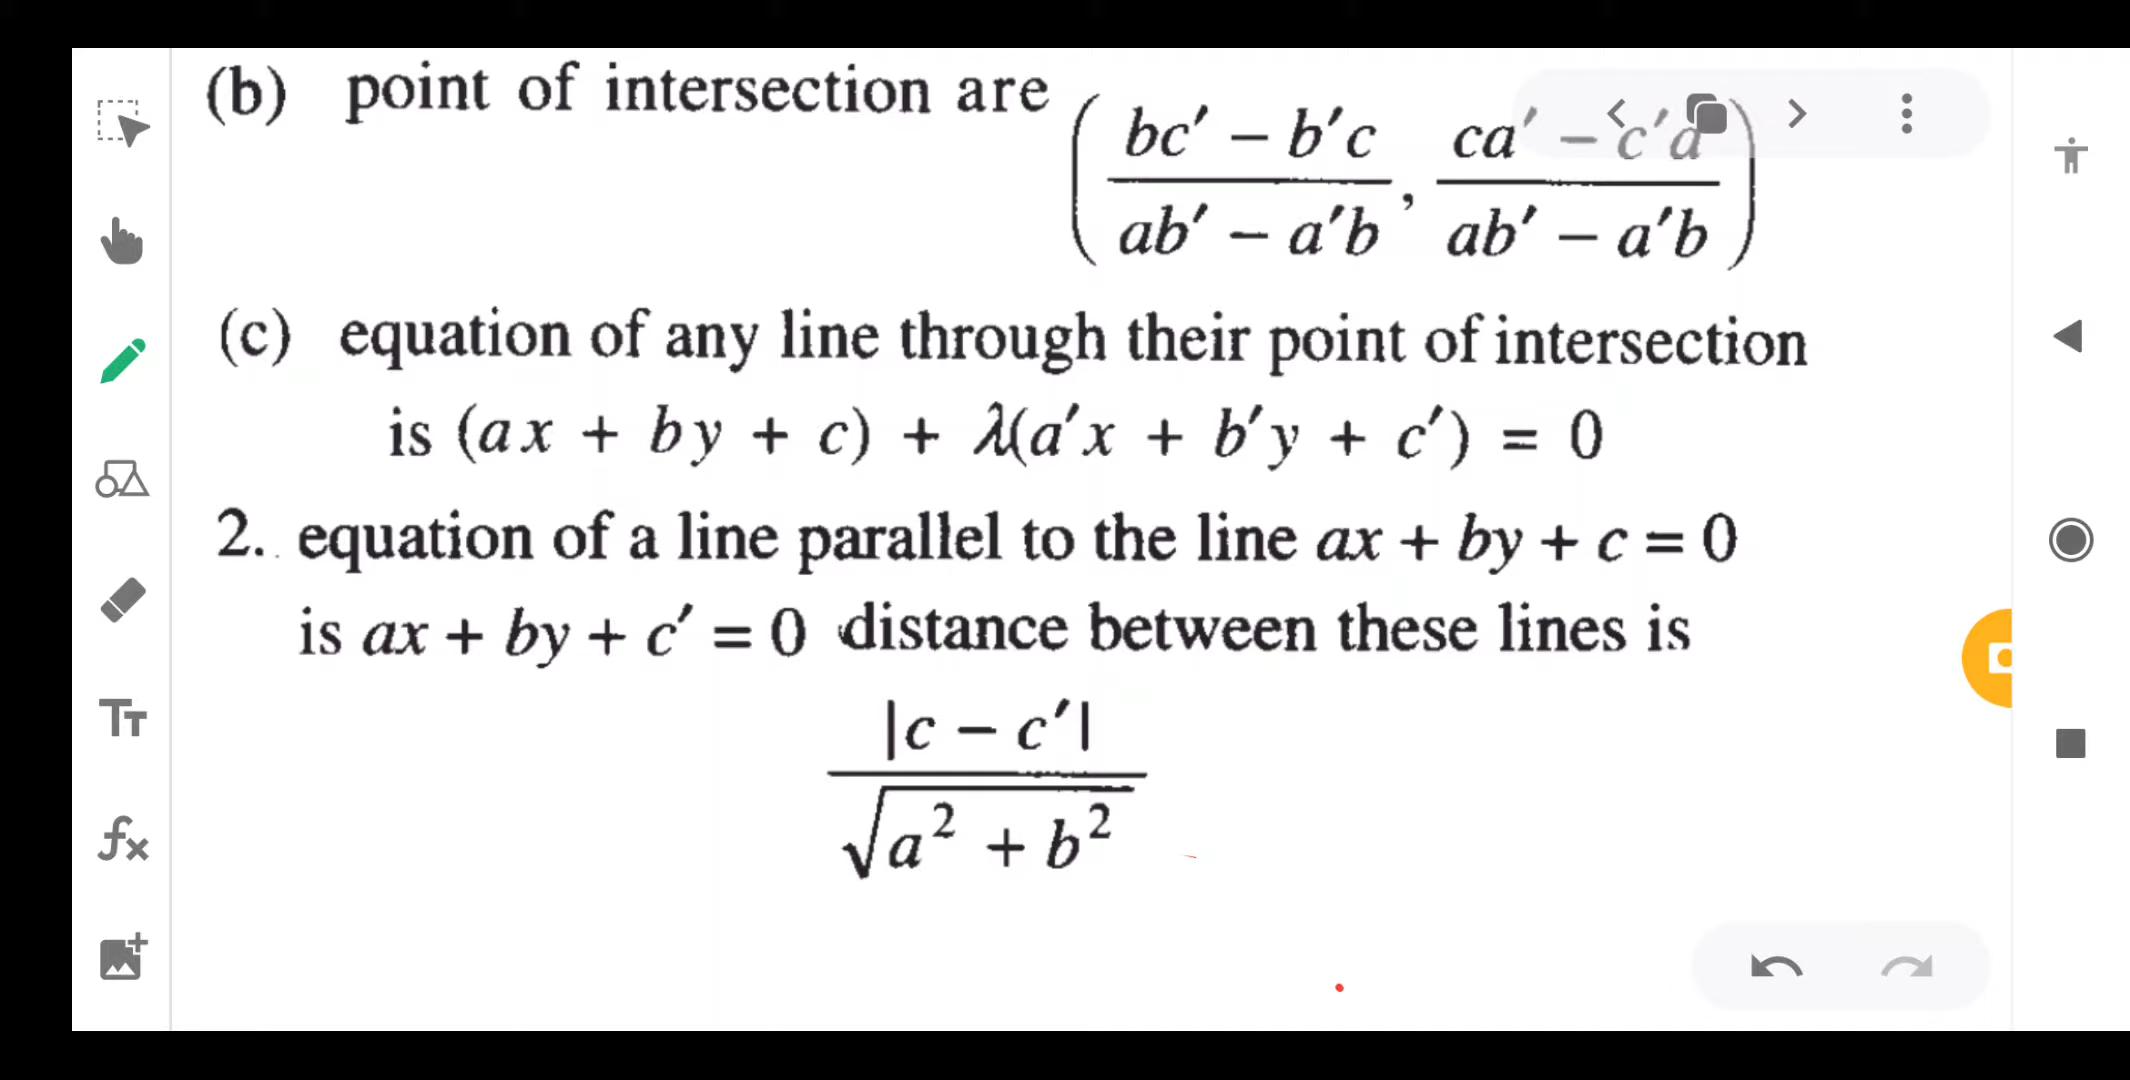 (b) point of intersection are ( bc′ − b′c / ab′ − a′b , ca′ − c′a / ab′ − a′b )
(c) equation of any line through their point of intersection
is (ax + by + c) + λ(a′x + b′y + c′) = 0
2. equation of a line parallel to the line ax + by + c = 0
is ax + by + c′ = 0 distance between these lines is
|c − c′|
√a² + b²
TT
fx